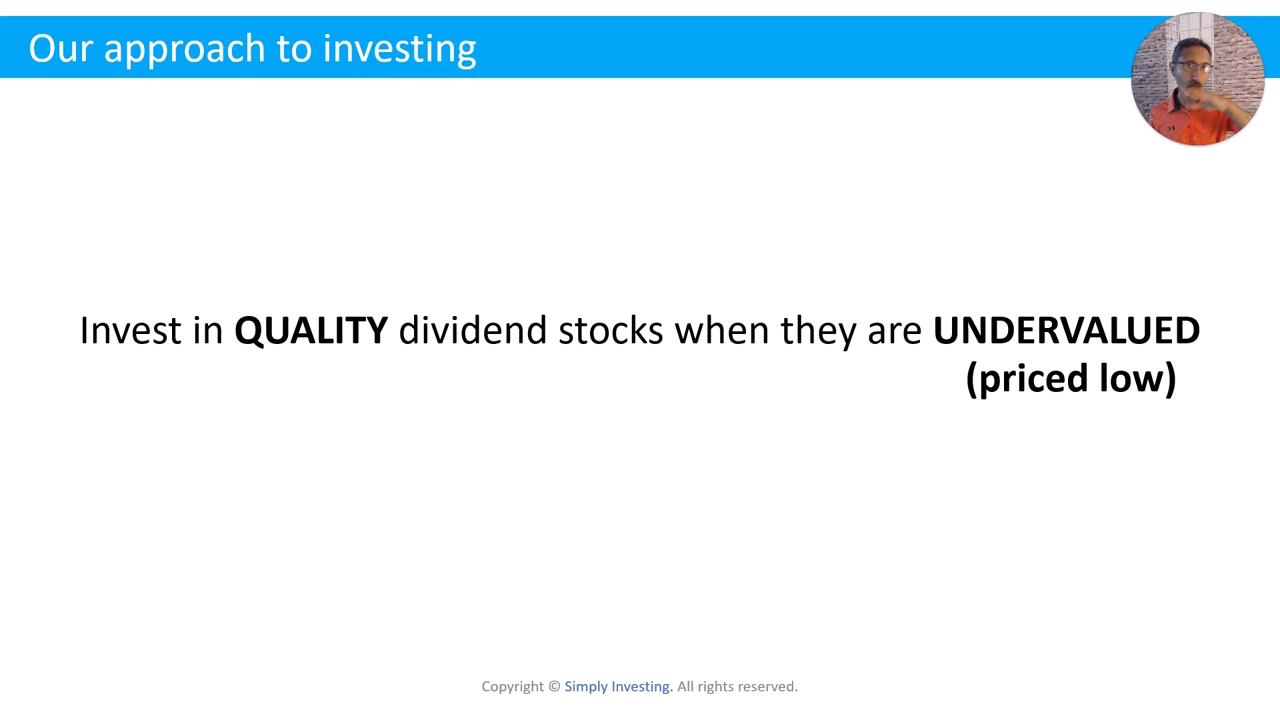 Our approach to investing
Invest in QUALITY dividend stocks when they are UNDERVALUED
(priced low)
Copyright © Simply Investing. All rights reserved.